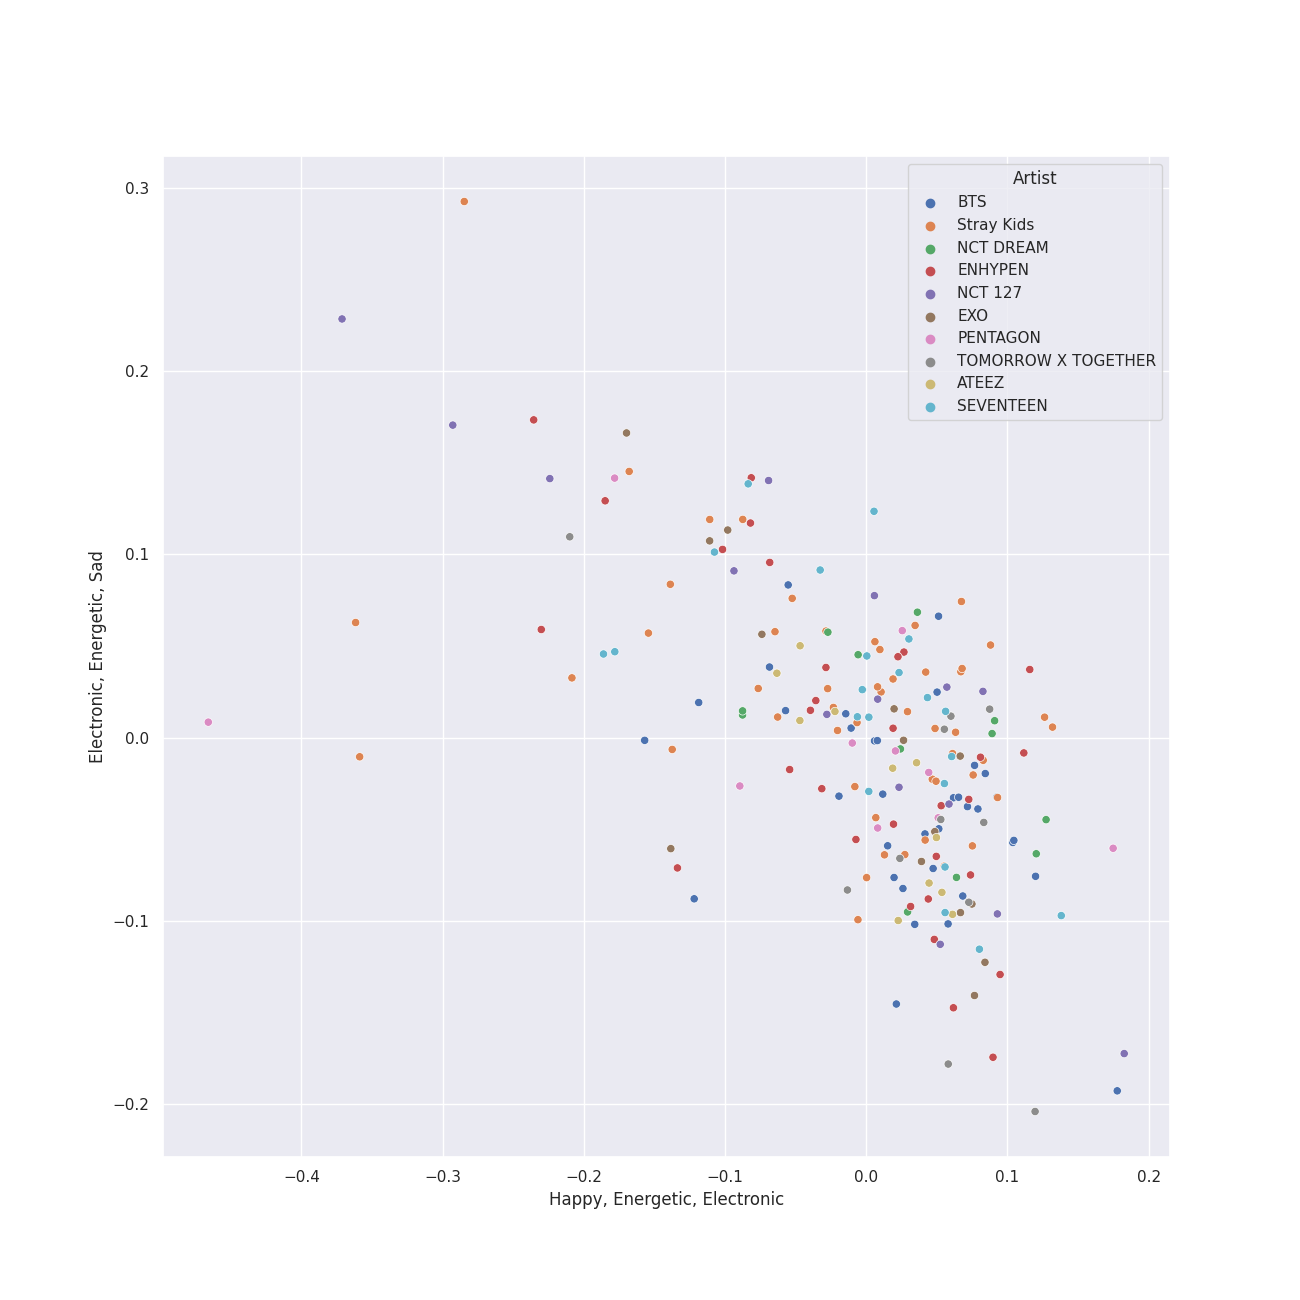 Artist
BTS
Stray Kids
NCT DREAM
ENHYPEN
NCT 127
EXO
PENTAGON
TOMORROW X TOGETHER
ATEEZ
SEVENTEEN
0.3
0.2
0.1
0.0
−0.1
−0.2
Electronic, Energetic, Sad
−0.4 −0.3 −0.2 −0.1 0.0 0.1 0.2
Happy, Energetic, Electronic